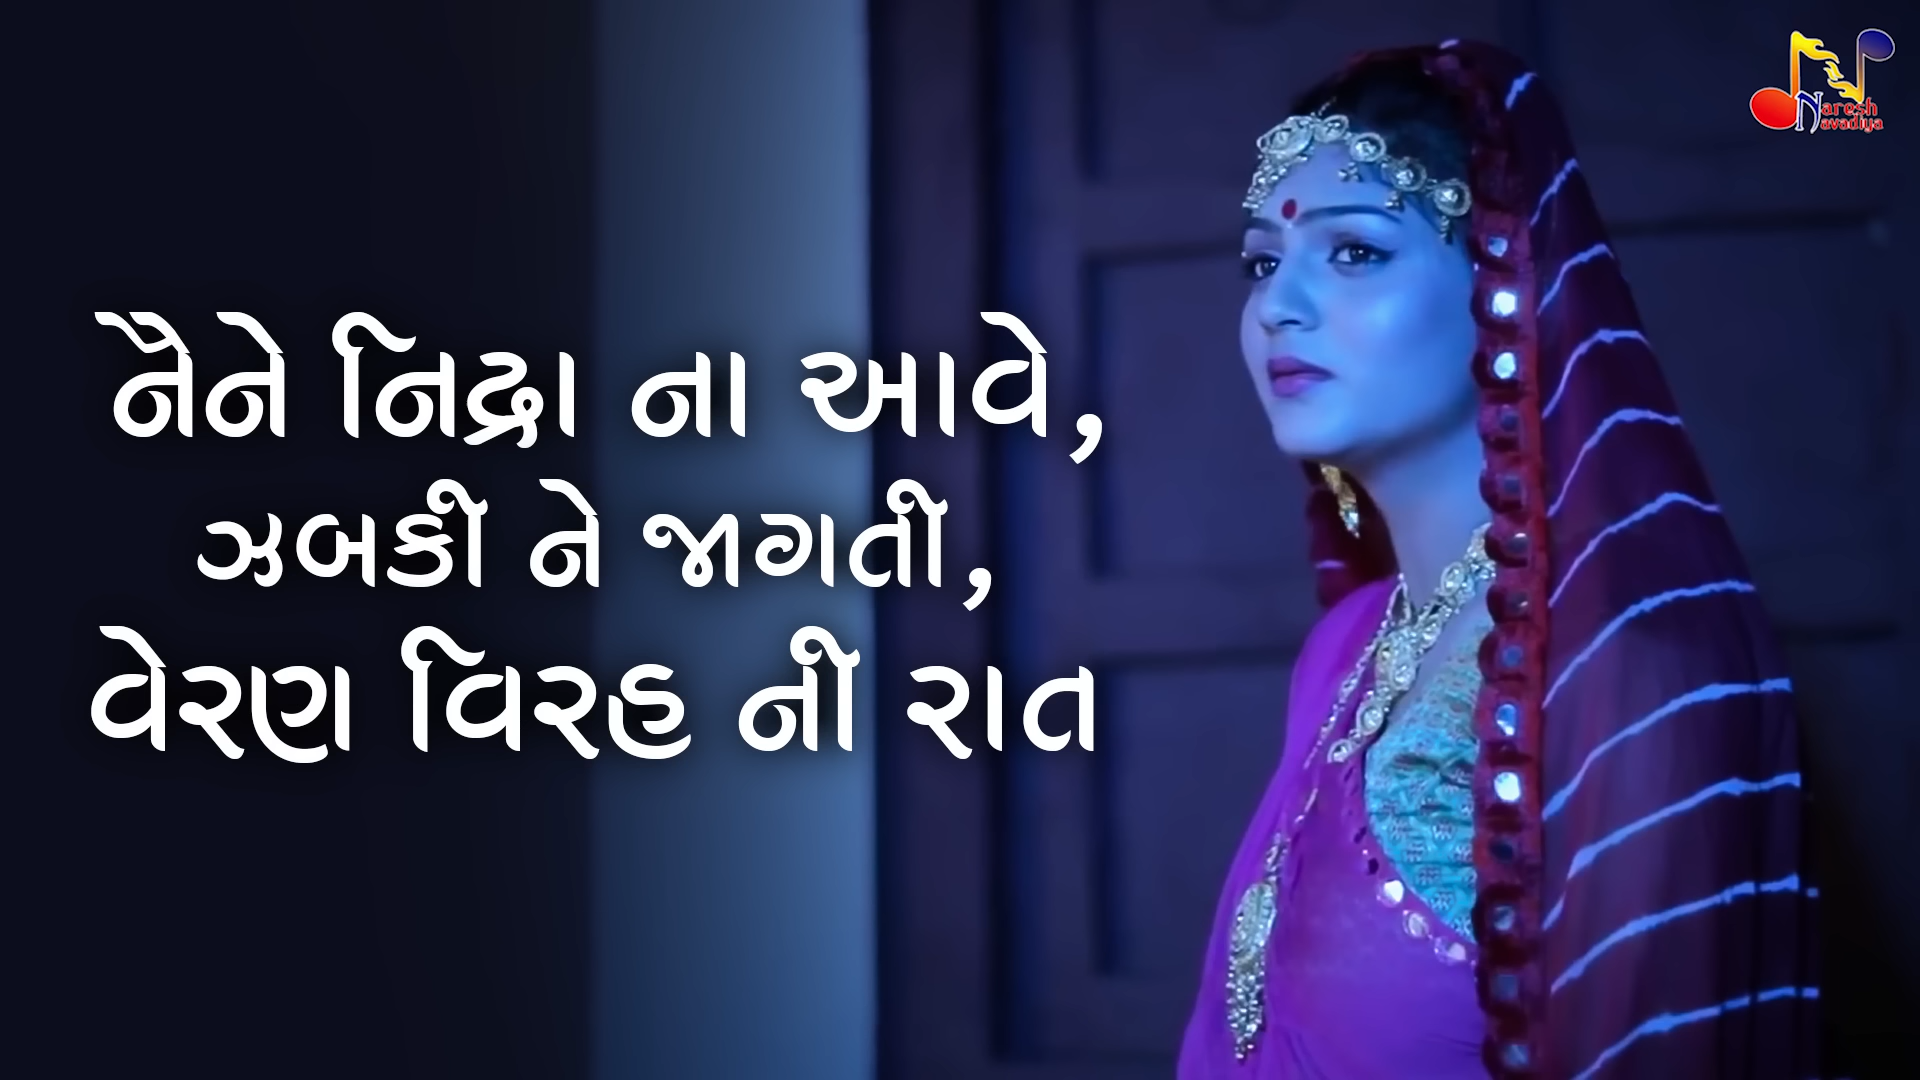 નૈને નિદ્રા ના આવે,
ઝબકી ને જાગતી,
વેરણ વિરહ ની રાત
Naresh
Navadiya